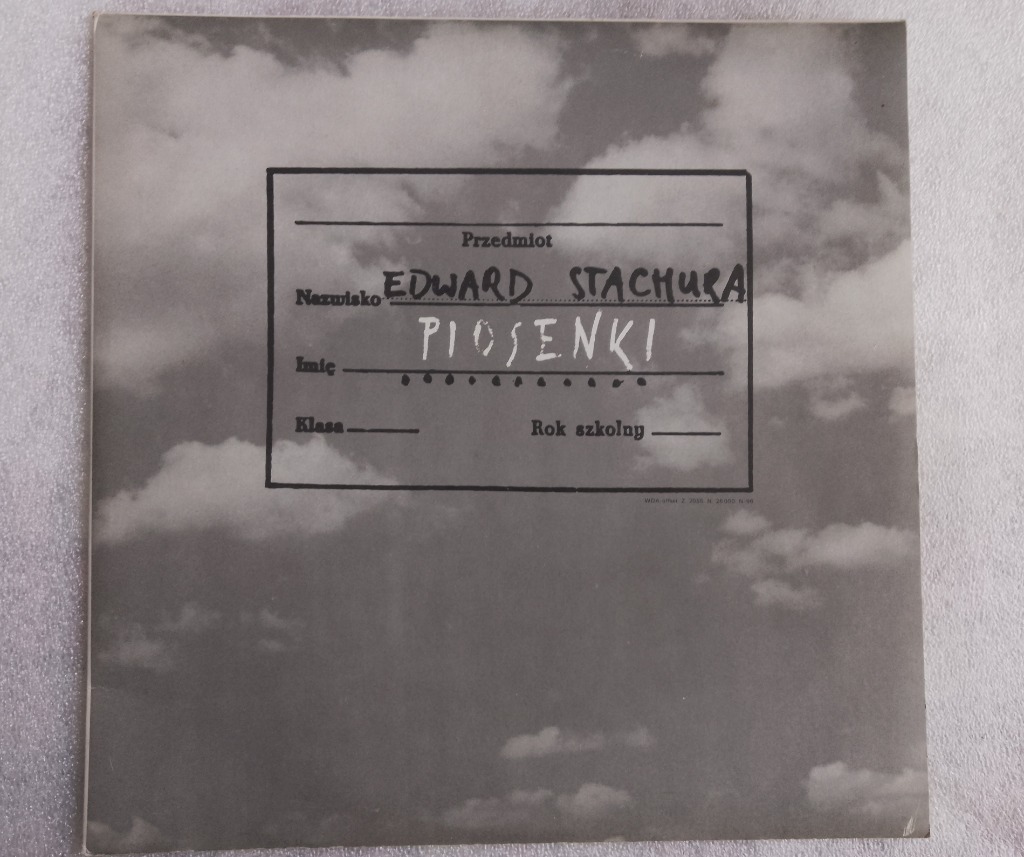 Przedmiot
Nazwisko EDWARD STACHURA
Imię PIOSENKI
Klasa Rok szkolny